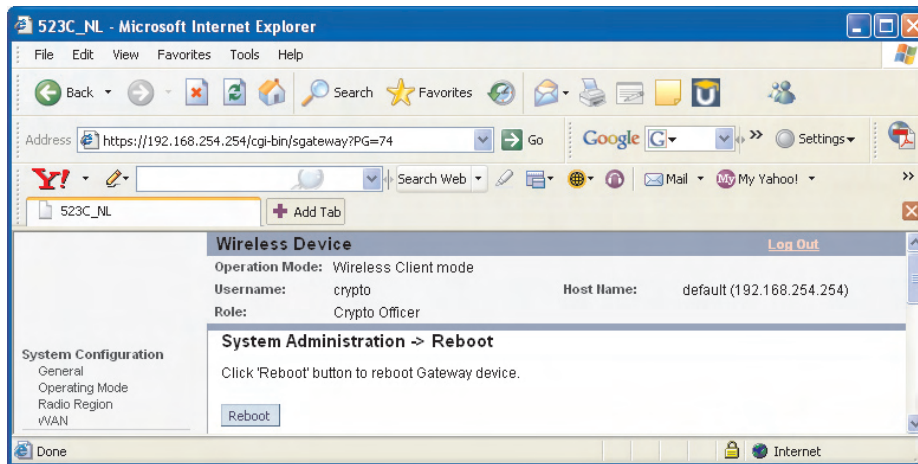 523C_NL - Microsoft Internet Explorer
File Edit View Favorites Tools Help
Back Search Favorites
Address https://192.168.254.254/cgi-bin/sgateway?PG=74 Go Google G Settings
Y! Search Web Mail My My Yahoo!
523C_NL Add Tab
Wireless Device Log Out
Operation Mode: Wireless Client mode
Username: crypto Host Name: default (192.168.254.254)
Role: Crypto Officer
System Administration -> Reboot
Click 'Reboot' button to reboot Gateway device.
Reboot
System Configuration
General
Operating Mode
Radio Region
WAN
Done Internet